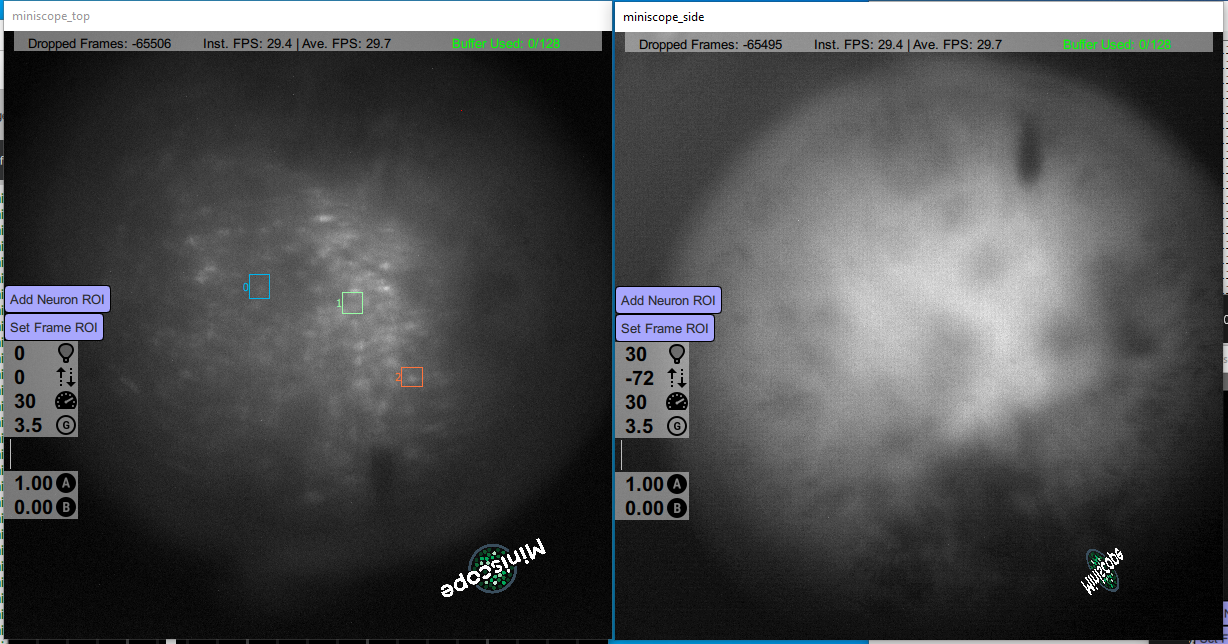 miniscope_top
Dropped Frames: -65506 Inst. FPS: 29.4 | Ave. FPS: 29.7 Buffer Used: 0/128
0
1
2
Add Neuron ROI
Set Frame ROI
0
0
30
3.5 G
1.00 A
0.00 B
Miniscope
miniscope_side
Dropped Frames: -65495 Inst. FPS: 29.4 | Ave. FPS: 29.7 Buffer Used: 0/128
Add Neuron ROI
Set Frame ROI
30
-72
30
3.5 G
1.00 A
0.00 B
Miniscope